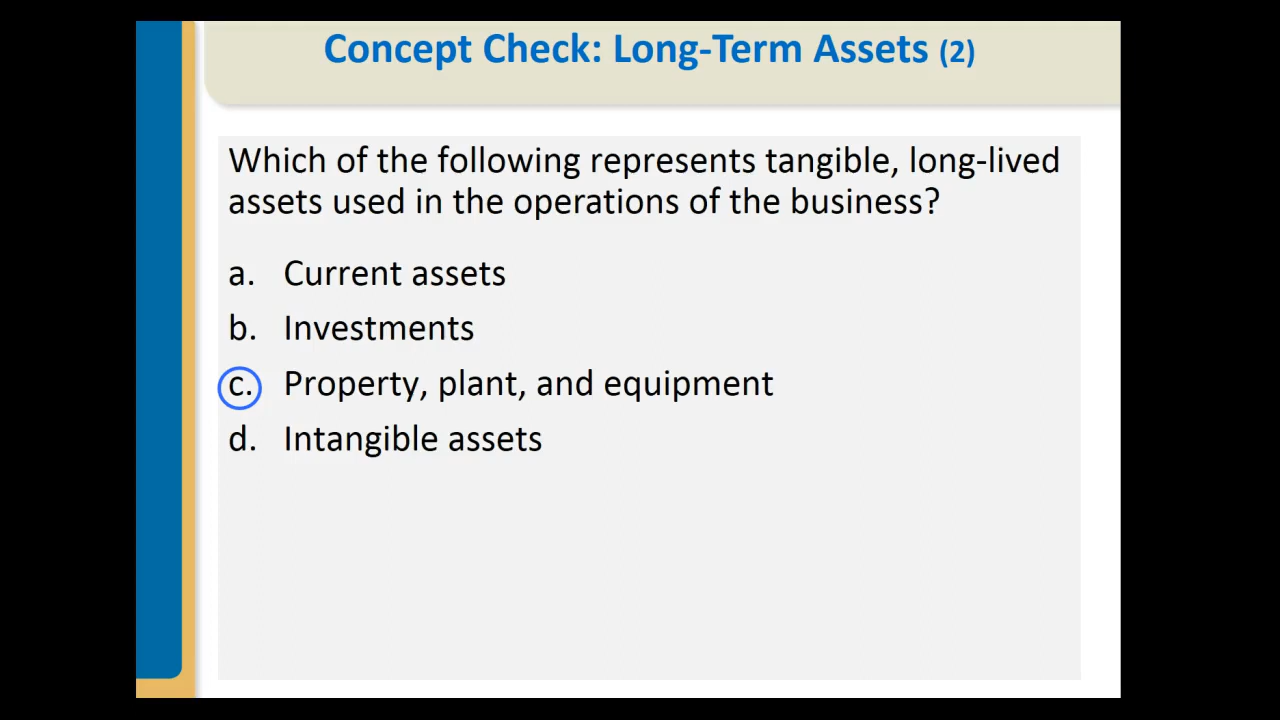 Concept Check: Long-Term Assets (2)
Which of the following represents tangible, long-lived
assets used in the operations of the business?
a. Current assets
b. Investments
c. Property, plant, and equipment
d. Intangible assets